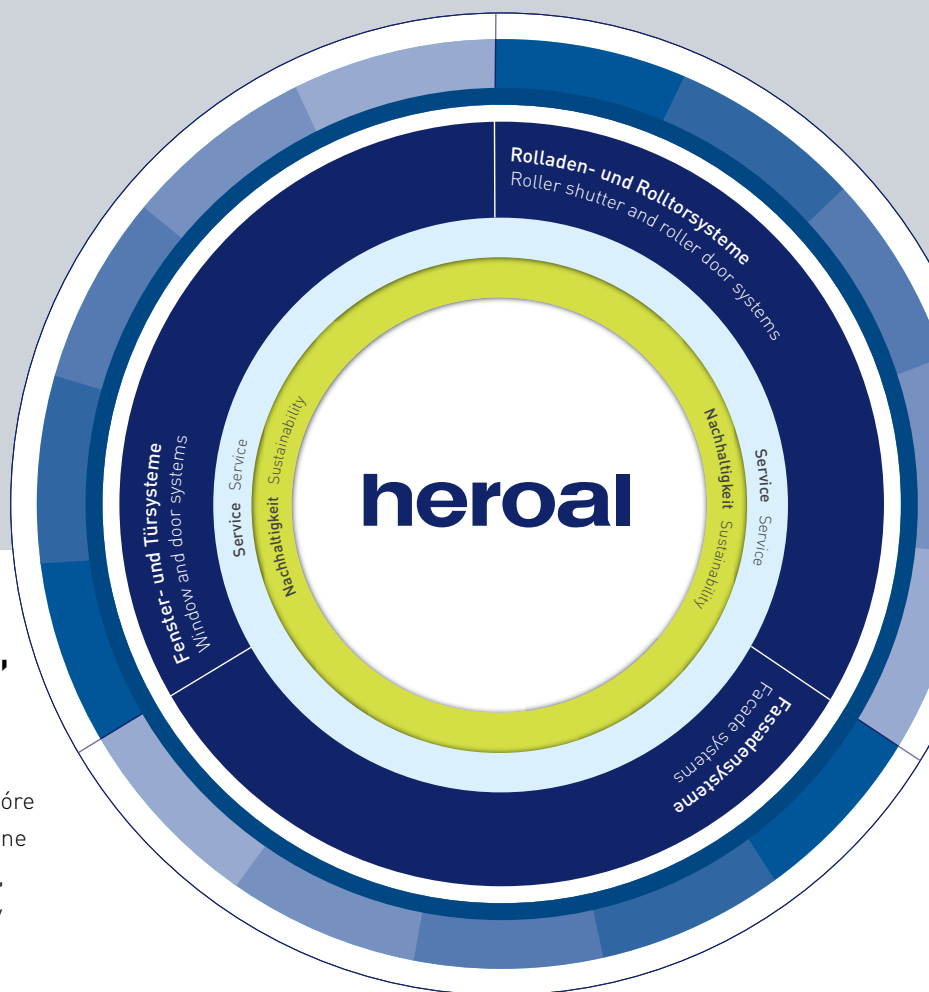 Rolladen- und Rolltorsysteme
Roller shutter and roller door systems
Fenster- und Türsysteme
Window and door systems
Service Service
Nachhaltigkeit Sustainability
heroal
Nachhaltigkeit Sustainability
Service Service
Fassadensysteme
Facade systems